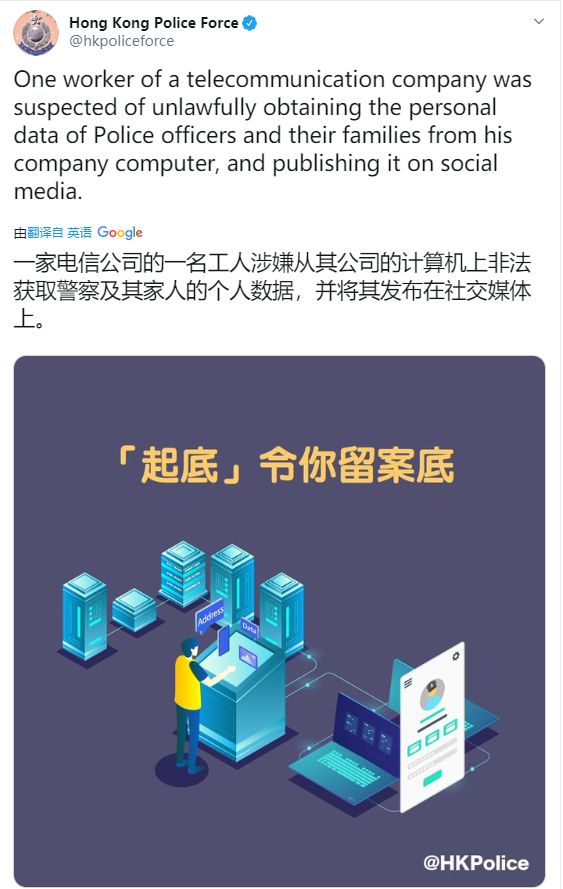 Hong Kong Police Force
@hkpoliceforce
One worker of a telecommunication company was
suspected of unlawfully obtaining the personal
data of Police officers and their families from his
company computer, and publishing it on social
media.
由翻译自 英语 Google
一家电信公司的一名工人涉嫌从其公司的计算机上非法
获取警察及其家人的个人数据，并将其发布在社交媒体
上。
「起底」令你留案底
Address
Data
@HKPolice